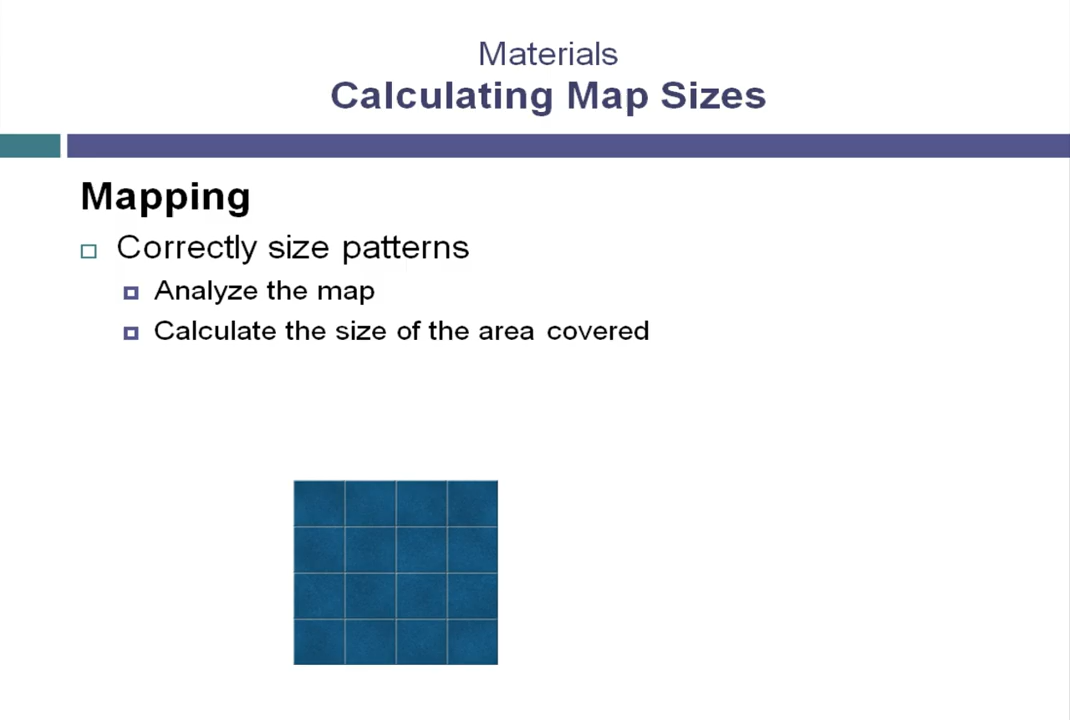 Materials
Calculating Map Sizes
Mapping
Correctly size patterns
Analyze the map
Calculate the size of the area covered